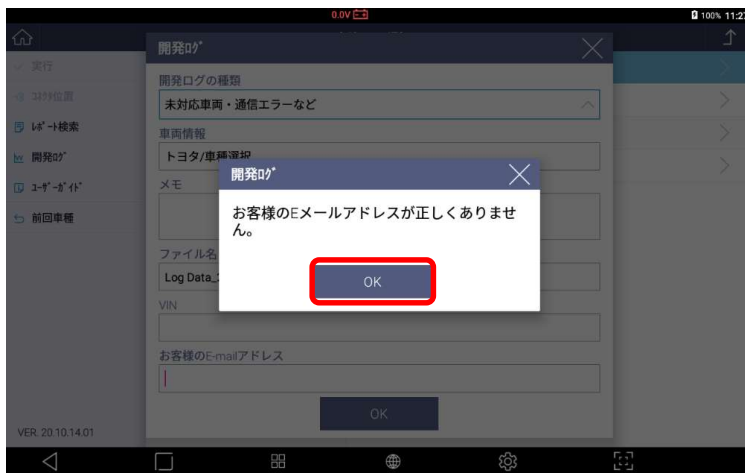 0.0V
100% 11:27
開発ﾛｸﾞ
実行
ｺﾈｸﾀ位置
ﾚﾎﾟｰﾄ検索
開発ﾛｸﾞ
ﾕｰｻﾞｰｶﾞｲﾄﾞ
前回車種
VER. 20.10.14.01
開発ログの種類
未対応車両・通信エラーなど
車両情報
トヨタ/車種選択
メモ
開発ﾛｸﾞ
お客様のEメールアドレスが正しくありませ
ん。
OK
ファイル名
Log Data_
VIN
お客様のE-mailアドレス
OK